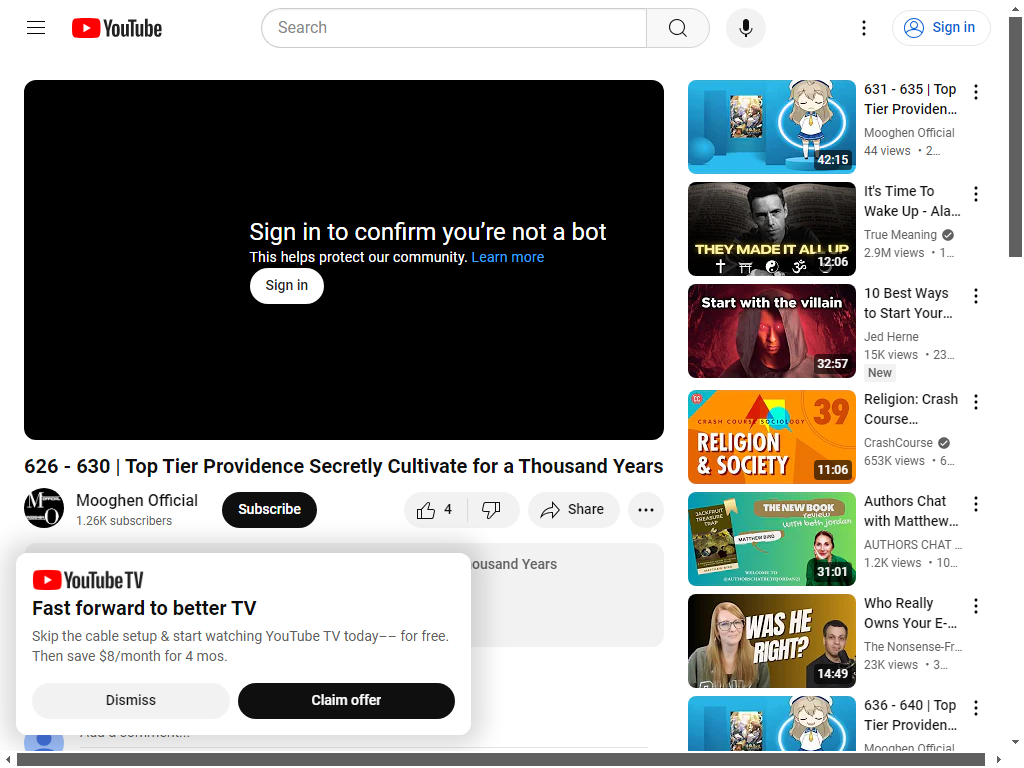 YouTube
Search
Sign in
Sign in to confirm you’re not a bot
This helps protect our community. Learn more
Sign in
626 - 630 | Top Tier Providence Secretly Cultivate for a Thousand Years
Mooghen Official
1.26K subscribers
Subscribe
4
Share
ousand Years
YouTube TV
Fast forward to better TV
Skip the cable setup & start watching YouTube TV today–– for free.
Then save $8/month for 4 mos.
Dismiss
Claim offer
631 - 635 | Top
Tier Providen...
Mooghen Official
44 views • 2...
42:15
It's Time To
Wake Up - Ala...
True Meaning
2.9M views • 1...
THEY MADE IT ALL UP
12:06
10 Best Ways
to Start Your...
Jed Herne
15K views • 23...
New
Start with the villain
32:57
Religion: Crash
Course...
CrashCourse
653K views • 6...
CC
CRASH COURSE SOCIOLOGY
39
RELIGION
& SOCIETY
11:06
Authors Chat
with Matthew...
AUTHORS CHAT ...
1.2K views • 10...
JACKFRUIT
TREASURE
TRAP
MATTHEW BIRD
THE NEW BOOK
review
WITH beth jordan
WELCOME TO
@AUTHORSCHATBETHJORDAN21
31:01
Who Really
Owns Your E-...
The Nonsense-Fr...
23K views • 3...
WAS HE
RIGHT?
14:49
636 - 640 | Top
Tier Providen...
Mooghen Official